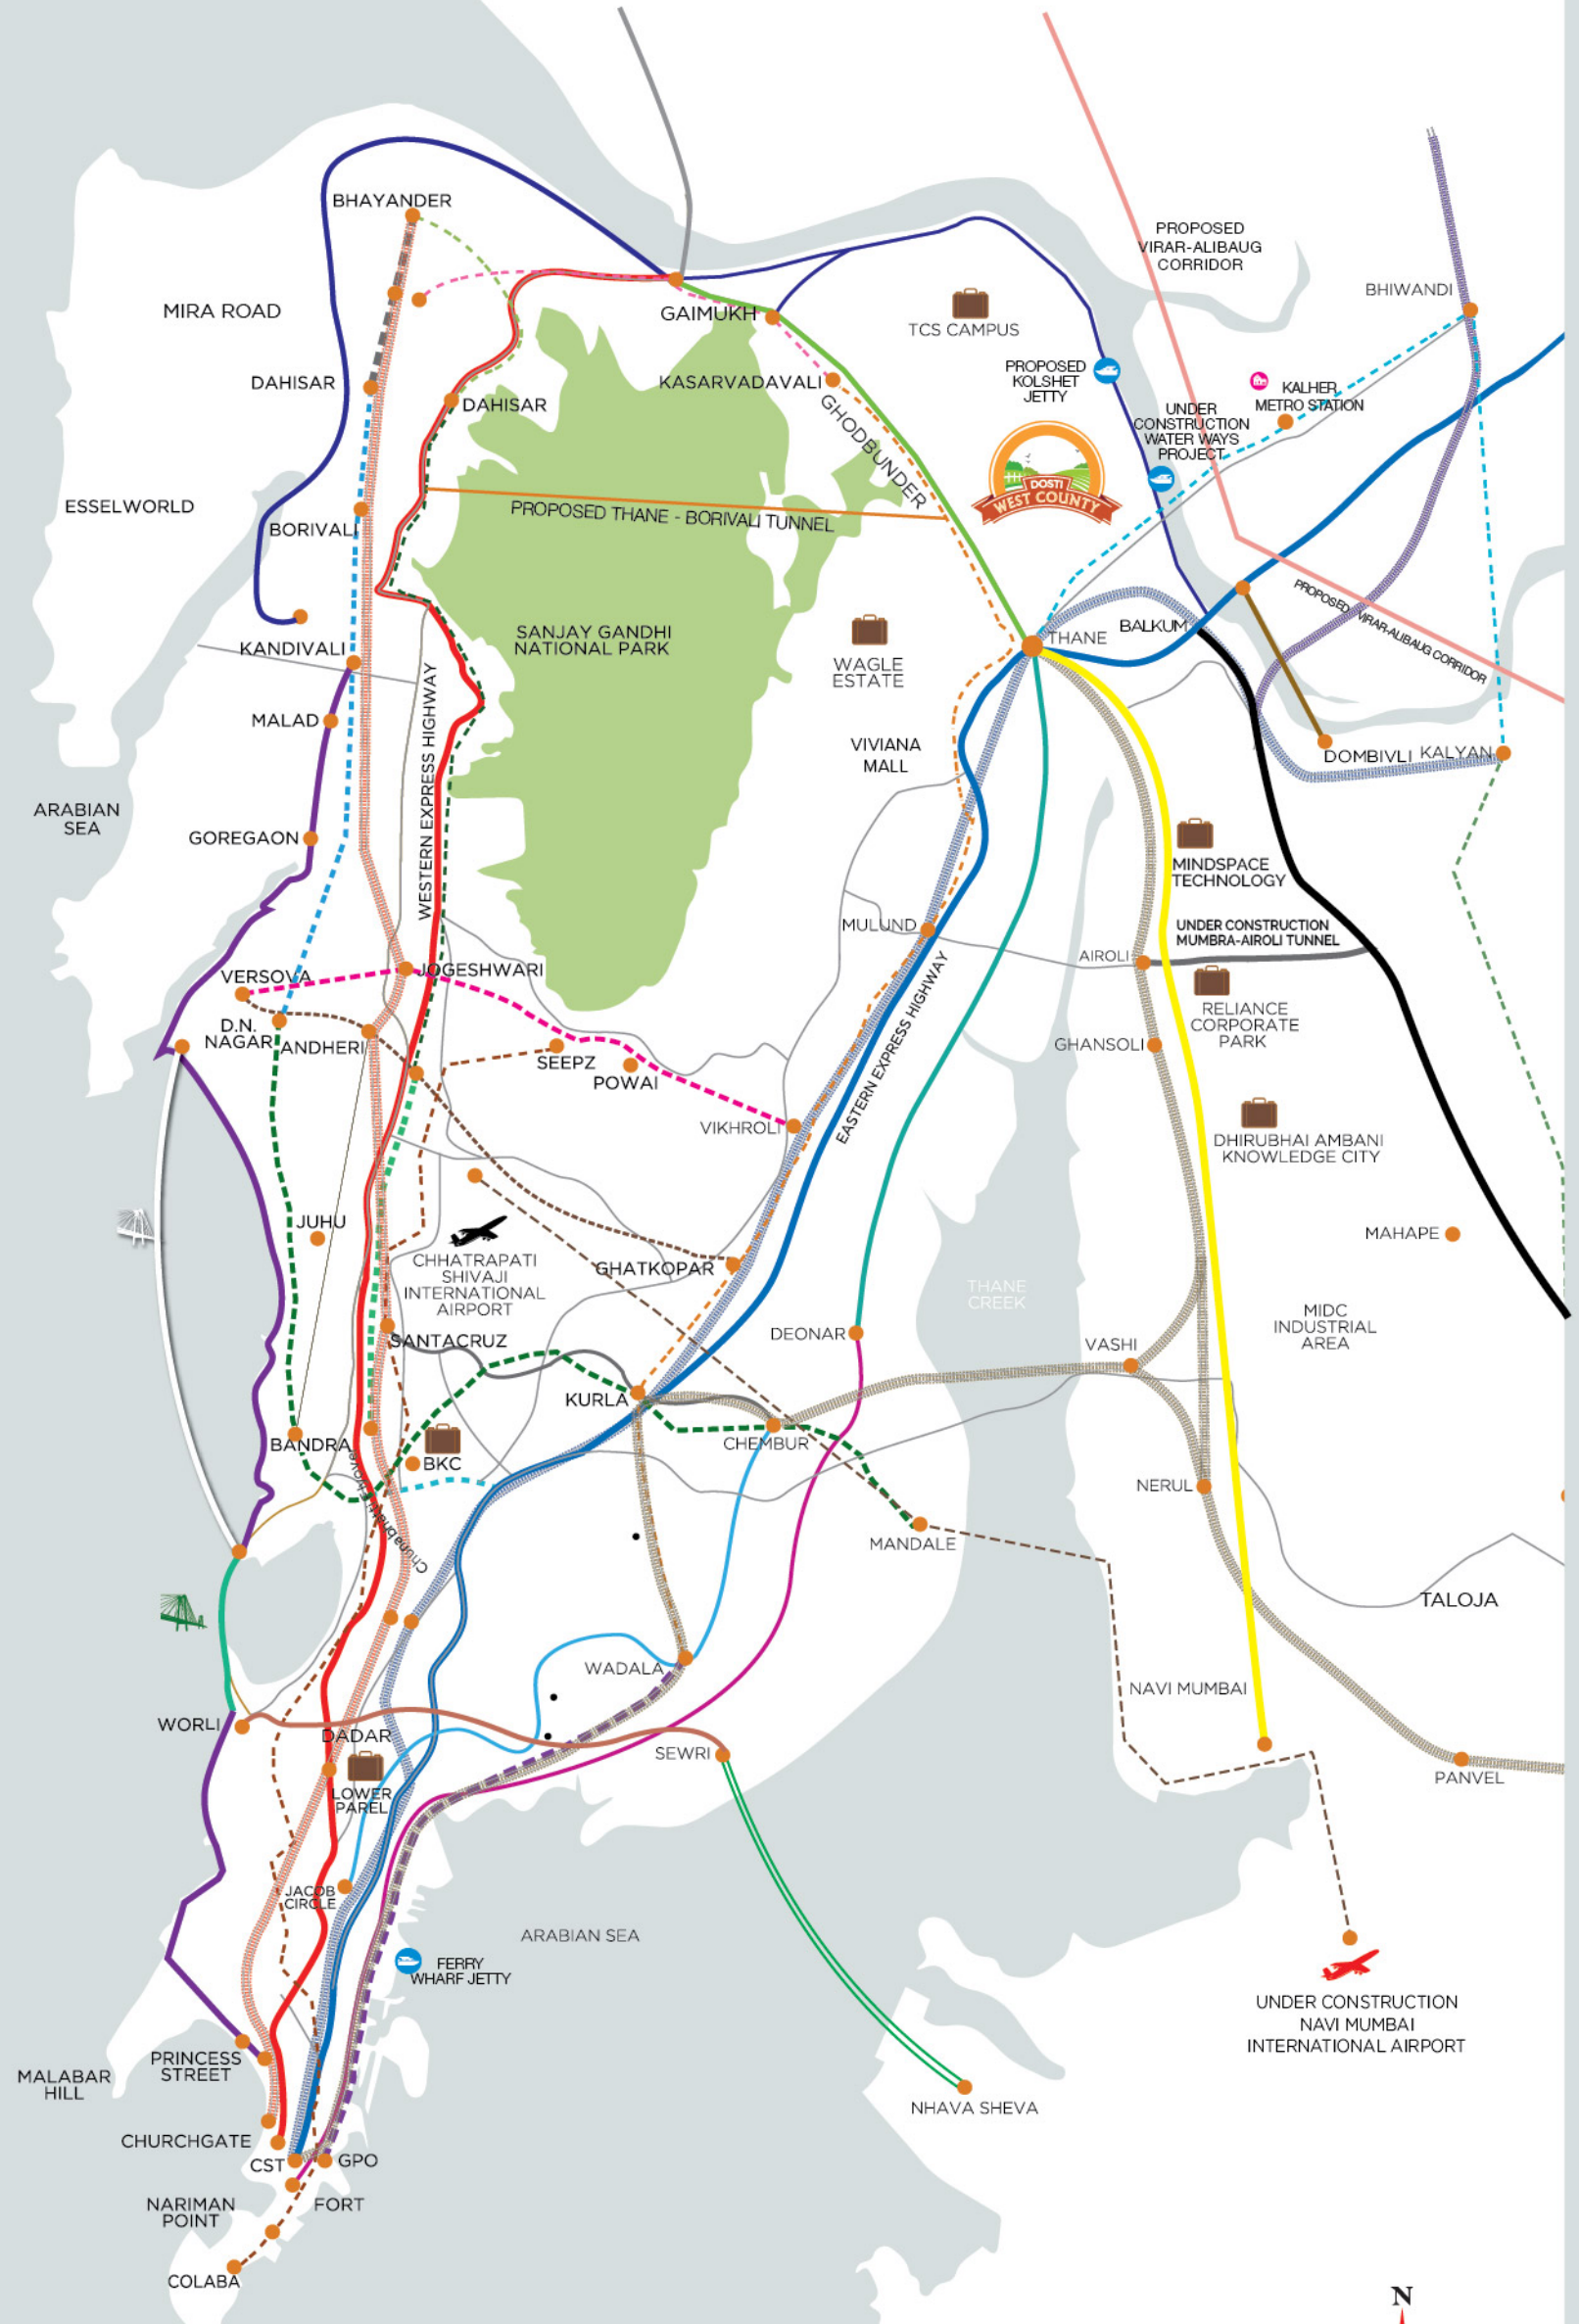 BHAYANDER
MIRA ROAD
DAHISAR
DAHISAR
ESSELWORLD
BORIVALI
KANDIVALI
MALAD
ARABIAN
SEA
GOREGAON
WESTERN EXPRESS HIGHWAY
GAIMUKH
KASARVADAVALI
GHODBUNDER
PROPOSED THANE - BORIVALI TUNNEL
SANJAY GANDHI
NATIONAL PARK
TCS CAMPUS
PROPOSED
KOLSHET
JETTY
DOSTI
WEST COUNTY
UNDER
CONSTRUCTION
WATER WAYS
PROJECT
PROPOSED
VIRAR-ALIBAUG
CORRIDOR
BHIWANDI
KALHER
METRO STATION
PROPOSED VIRAR-ALIBAUG CORRIDOR
WAGLE
ESTATE
THANE
BALKUM
VIVIANA
MALL
DOMBIVLI
KALYAN
MINDSPACE
TECHNOLOGY
MULUND
UNDER CONSTRUCTION
MUMBRA-AIROLI TUNNEL
AIROLI
RELIANCE
CORPORATE
PARK
GHANSOLI
EASTERN EXPRESS HIGHWAY
VERSOVA
JOGESHWARI
D.N.
NAGAR
ANDHERI
SEEPZ
POWAI
VIKHROLI
DHIRUBHAI AMBANI
KNOWLEDGE CITY
JUHU
CHHATRAPATI
SHIVAJI
INTERNATIONAL
AIRPORT
GHATKOPAR
MAHAPE
THANE
CREEK
MIDC
INDUSTRIAL
AREA
SANTACRUZ
DEONAR
VASHI
KURLA
BANDRA
BKC
CHEMBUR
NERUL
Chunabhatti Flyover
MANDALE
TALOJA
WADALA
NAVI MUMBAI
WORLI
DADAR
SEWRI
PANVEL
LOWER
PAREL
JACOB
CIRCLE
ARABIAN SEA
FERRY
WHARF JETTY
UNDER CONSTRUCTION
NAVI MUMBAI
INTERNATIONAL AIRPORT
PRINCESS
STREET
MALABAR
HILL
NHAVA SHEVA
CHURCHGATE
CST
GPO
NARIMAN
POINT
FORT
COLABA
N